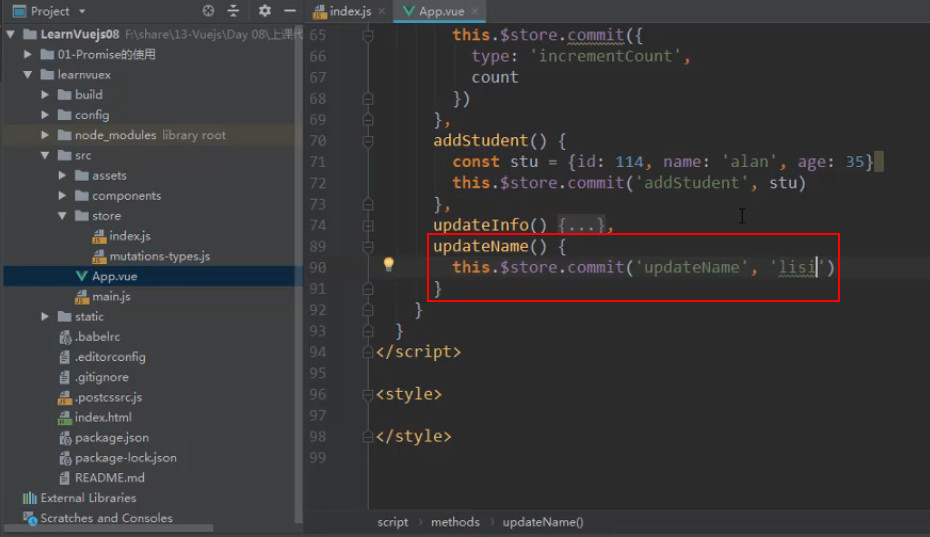 Project
index.js
App.vue
LearnVuejs08 F:\share\13-Vuejs\Day 08\上课代
01-Promise的使用
learnvuex
build
config
node_modules library root
src
assets
components
store
index.js
mutations-types.js
App.vue
main.js
static
.babelrc
.editorconfig
.gitignore
.postcssrc.js
index.html
package.json
package-lock.json
README.md
External Libraries
Scratches and Consoles
65 this.$store.commit({
66 type: 'incrementCount',
67 count
68 })
69 },
70 addStudent() {
71 const stu = {id: 114, name: 'alan', age: 35}
72 this.$store.commit('addStudent', stu)
73 },
74 updateInfo() {...},
89 updateName() {
90 this.$store.commit('updateName', 'lisi')
91 }
92 }
93 }
94 </script>
95
96 <style>
97
98 </style>
99
script › methods › updateName()